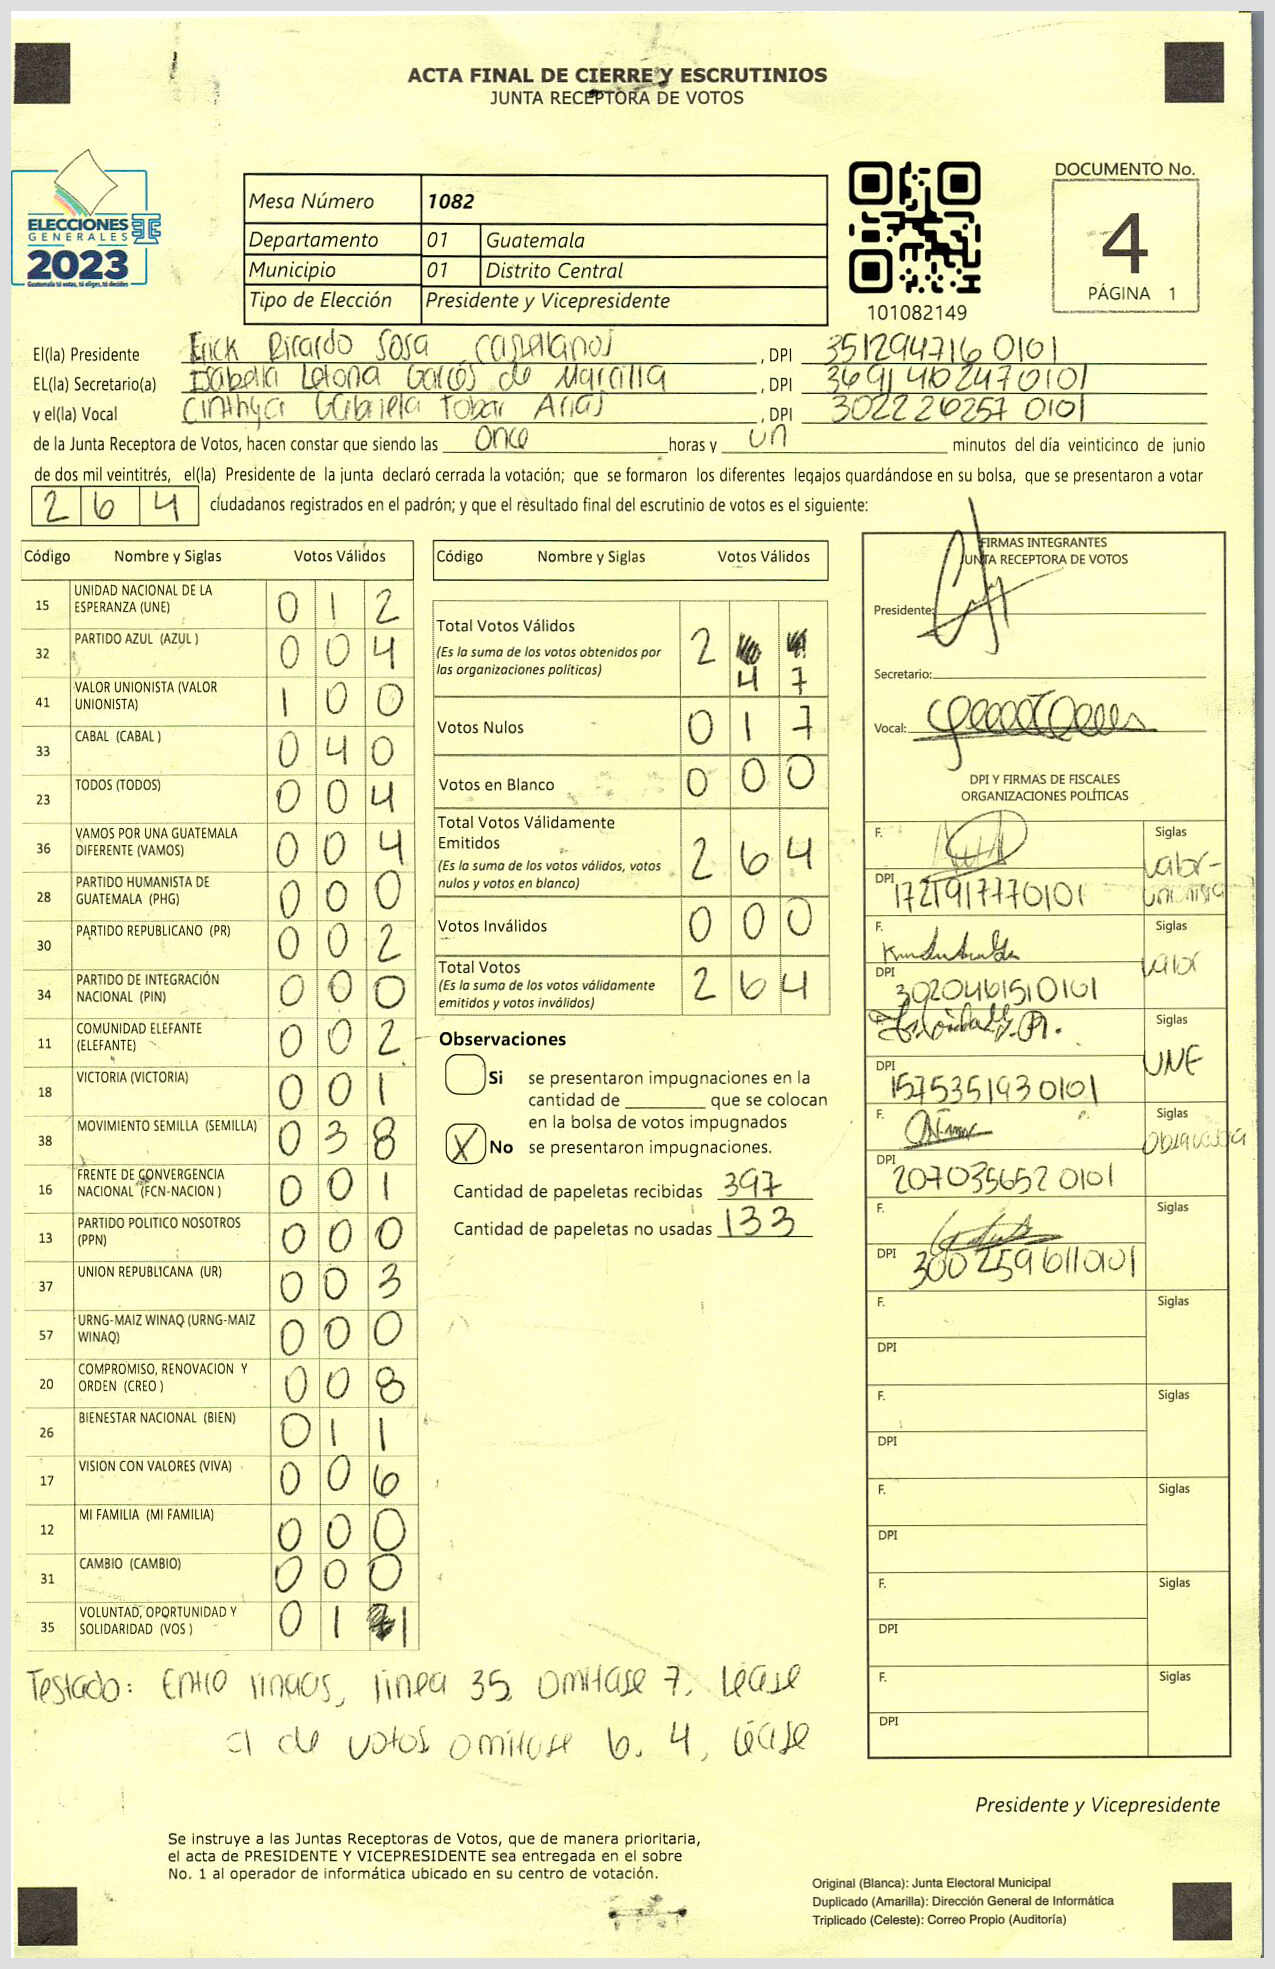 ACTA FINAL DE CIERRE Y ESCRUTINIOS
JUNTA RECEPTORA DE VOTOS
ELECCIONES
GENERALES
2023
Guatemala tú votas, tú eliges, tú decides
Mesa Número 1082
Departamento 01 Guatemala
Municipio 01 Distrito Central
Tipo de Elección Presidente y Vicepresidente
101082149
DOCUMENTO No.
4
PÁGINA 1
El(la) Presidente Erick Ricardo Sosa Castellanos, DPI 351294716 0101
EL(la) Secretario(a) Isabella Letona Garcés de, DPI 3691402470101
y el(la) Vocal Cinthya Gabriela Tobar Arias, DPI 302226257 0101
de la Junta Receptora de Votos, hacen constar que siendo las once horas y un minutos del día veinticinco de junio
de dos mil veintitrés, el(la) Presidente de la junta declaró cerrada la votación; que se formaron los diferentes legajos guardándose en su bolsa, que se presentaron a votar
264 ciudadanos registrados en el padrón; y que el resultado final del escrutinio de votos es el siguiente:
Código Nombre y Siglas Votos Válidos
15 UNIDAD NACIONAL DE LA ESPERANZA (UNE) 0 1 2
32 PARTIDO AZUL (AZUL ) 0 0 4
41 VALOR UNIONISTA (VALOR UNIONISTA) 1 0 0
33 CABAL (CABAL ) 0 4 0
23 TODOS (TODOS) 0 0 4
36 VAMOS POR UNA GUATEMALA DIFERENTE (VAMOS) 0 0 4
28 PARTIDO HUMANISTA DE GUATEMALA (PHG) 0 0 0
30 PARTIDO REPUBLICANO (PR) 0 0 2
34 PARTIDO DE INTEGRACIÓN NACIONAL (PIN) 0 0 0
11 COMUNIDAD ELEFANTE (ELEFANTE) 0 0 2
18 VICTORIA (VICTORIA) 0 0 1
38 MOVIMIENTO SEMILLA (SEMILLA) 0 3 8
16 FRENTE DE CONVERGENCIA NACIONAL (FCN-NACION ) 0 0 1
13 PARTIDO POLITICO NOSOTROS (PPN) 0 0 0
37 UNION REPUBLICANA (UR) 0 0 3
57 URNG-MAIZ WINAQ (URNG-MAIZ WINAQ) 0 0 0
20 COMPROMISO, RENOVACION Y ORDEN (CREO ) 0 0 8
26 BIENESTAR NACIONAL (BIEN) 0 1 1
17 VISION CON VALORES (VIVA) 0 0 6
12 MI FAMILIA (MI FAMILIA) 0 0 0
31 CAMBIO (CAMBIO) 0 0 0
35 VOLUNTAD, OPORTUNIDAD Y SOLIDARIDAD (VOS ) 0 1 1
Código Nombre y Siglas Votos Válidos
Total Votos Válidos
(Es la suma de los votos obtenidos por las organizaciones politicas) 2 4 7
Votos Nulos 0 1 7
Votos en Blanco 0 0 0
Total Votos Válidamente Emitidos
(Es la suma de los votos válidos, votos nulos y votos en blanco) 2 6 4
Votos Inválidos 0 0 0
Total Votos
(Es la suma de los votos válidamente emitidos y votos inválidos) 2 6 4
Observaciones
Si se presentaron impugnaciones en la
cantidad de ________ que se colocan
en la bolsa de votos impugnados
X No se presentaron impugnaciones.
Cantidad de papeletas recibidas 397
Cantidad de papeletas no usadas 133
FIRMAS INTEGRANTES
JUNTA RECEPTORA DE VOTOS
Presidente:
Secretario:
Vocal:
DPI Y FIRMAS DE FISCALES
ORGANIZACIONES POLÍTICAS
F. Siglas Valor-unionista
DPI 1721917770101
F. Siglas Valor
DPI 3020461510101
Siglas UNE
DPI 1575351930101
F. Siglas
DPI 207035652 0101
F. Siglas
DPI 3002596110101
F. Siglas
DPI
F. Siglas
DPI
F. Siglas
DPI
F. Siglas
DPI
F. Siglas
DPI
Testado: Entre líneas, línea 35, omítase 7, Léase
de votos omitase 6, 4, léase
Presidente y Vicepresidente
Se instruye a las Juntas Receptoras de Votos, que de manera prioritaria,
el acta de PRESIDENTE Y VICEPRESIDENTE sea entregada en el sobre
No. 1 al operador de informática ubicado en su centro de votación.
Original (Blanca): Junta Electoral Municipal
Duplicado (Amarilla): Dirección General de Informática
Triplicado (Celeste): Correo Propio (Auditoría)